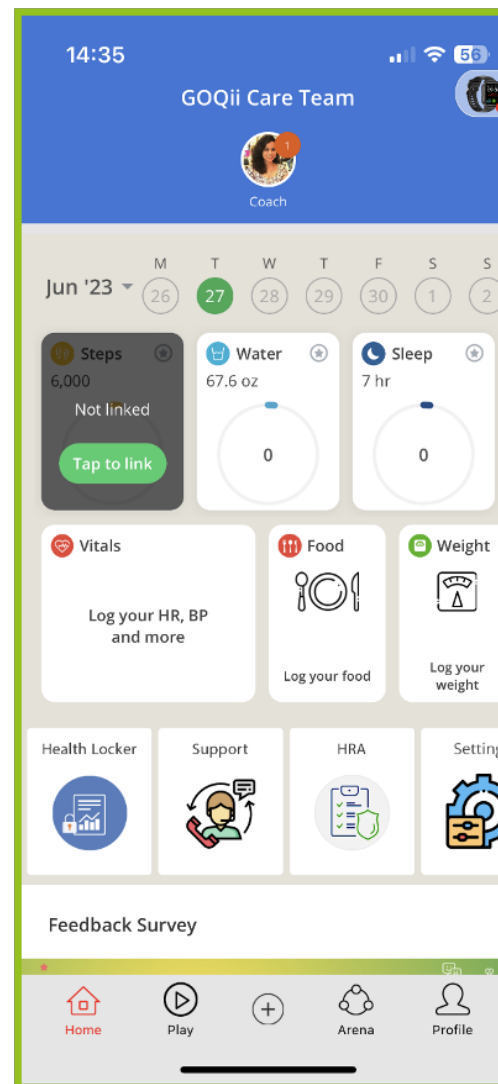 14:35
56
GOQii Care Team
1
Coach
Jun '23
M T W T F S S
26 27 28 29 30 1 2
Steps
6,000
Not linked
Tap to link
Water
67.6 oz
0
Sleep
7 hr
0
Vitals
Log your HR, BP
and more
Food
Log your food
Weight
Log your
weight
Health Locker
Support
HRA
Setting
Feedback Survey
Home
Play
Arena
Profile